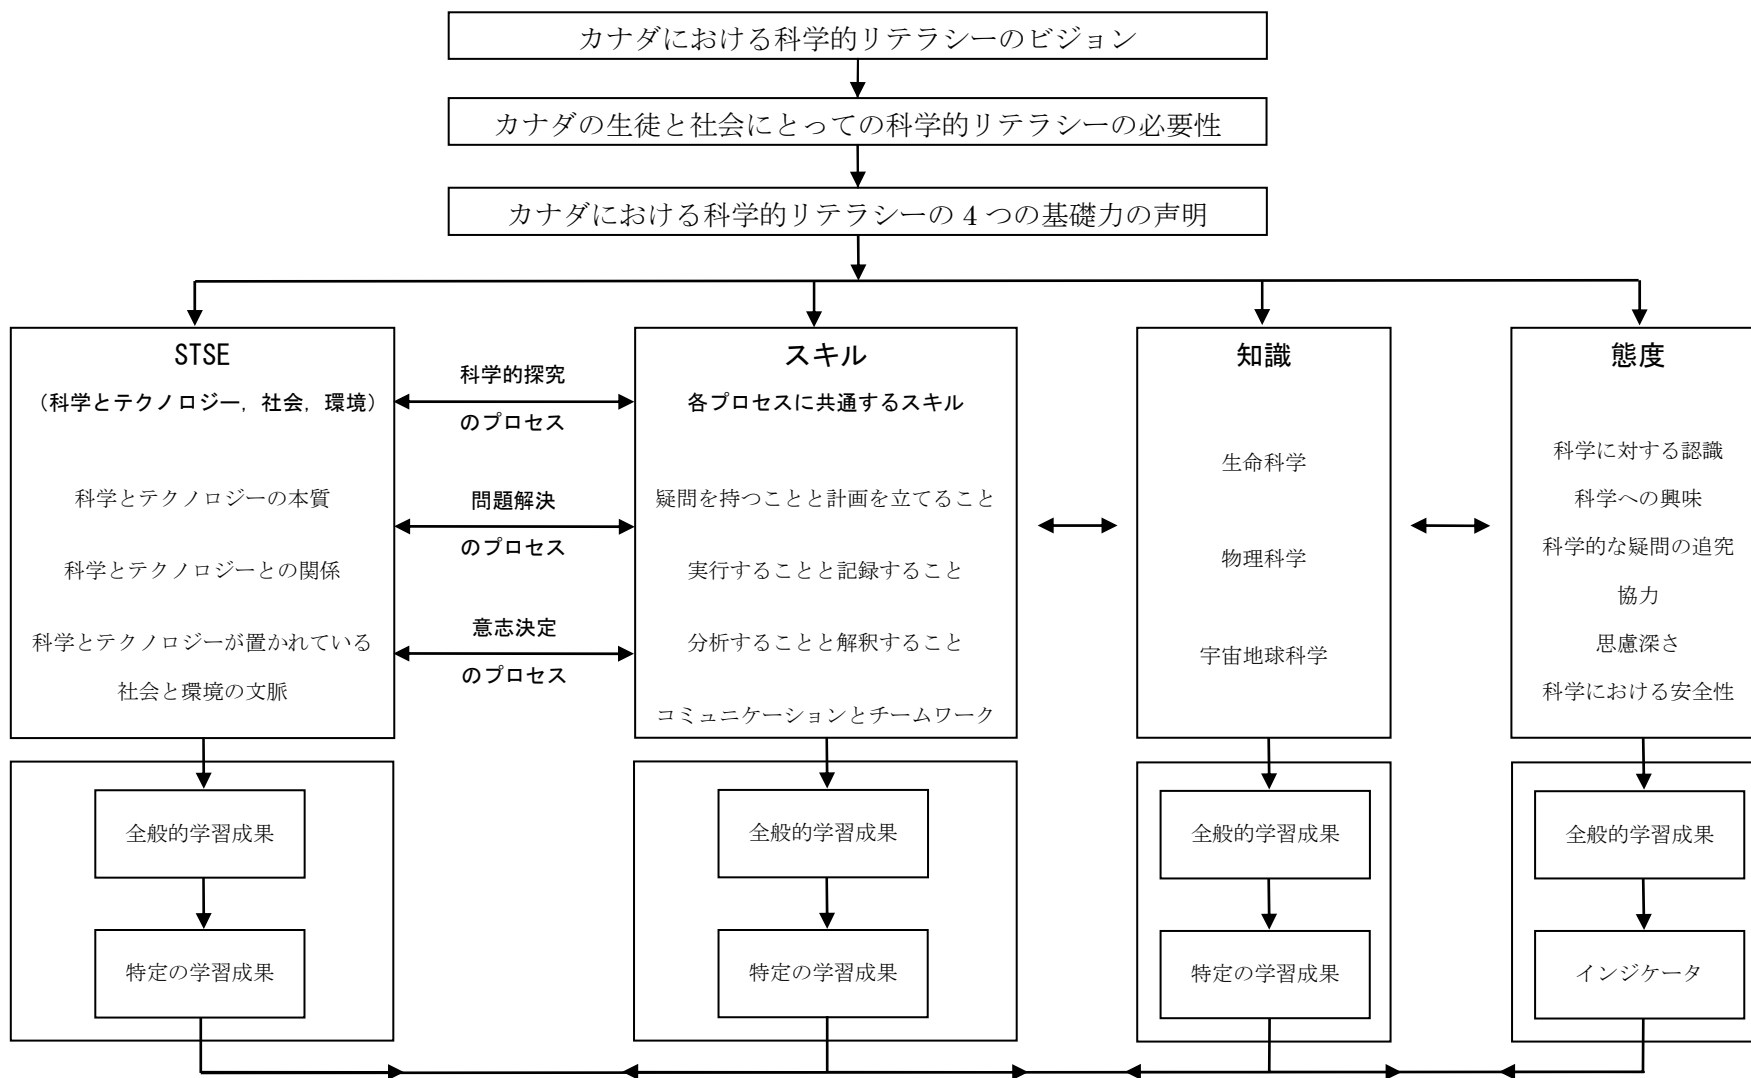 カナダにおける科学的リテラシーのビジョン
カナダの生徒と社会にとっての科学的リテラシーの必要性
カナダにおける科学的リテラシーの 4 つの基礎力の声明
STSE
（科学とテクノロジー，社会，環境）
科学とテクノロジーの本質
科学とテクノロジーとの関係
科学とテクノロジーが置かれている
社会と環境の文脈
科学的探究
のプロセス
問題解決
のプロセス
意志決定
のプロセス
スキル
各プロセスに共通するスキル
疑問を持つことと計画を立てること
実行することと記録すること
分析することと解釈すること
コミュニケーションとチームワーク
知識
生命科学
物理科学
宇宙地球科学
態度
科学に対する認識
科学への興味
科学的な疑問の追究
協力
思慮深さ
科学における安全性
全般的学習成果
全般的学習成果
全般的学習成果
全般的学習成果
特定の学習成果
特定の学習成果
特定の学習成果
インジケータ